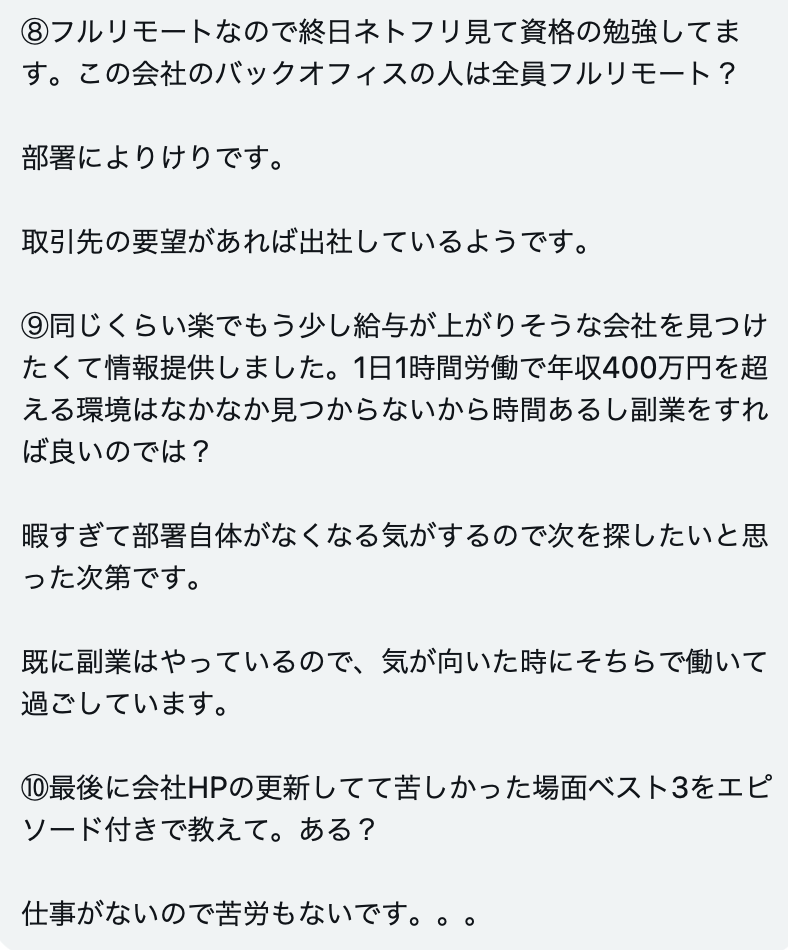 ⑧フルリモートなので終日ネトフリ見て資格の勉強してま
す。この会社のバックオフィスの人は全員フルリモート？
部署によりけりです。
取引先の要望があれば出社しているようです。
⑨同じくらい楽でもう少し給与が上がりそうな会社を見つけ
たくて情報提供しました。1日1時間労働で年収400万円を超
える環境はなかなか見つからないから時間あるし副業をすれ
ば良いのでは？
暇すぎて部署自体がなくなる気がするので次を探したいと思
った次第です。
既に副業はやっているので、気が向いた時にそちらで働いて
過ごしています。
⑩最後に会社HPの更新してて苦しかった場面ベスト3をエピ
ソード付きで教えて。ある？
仕事がないので苦労もないです。。。